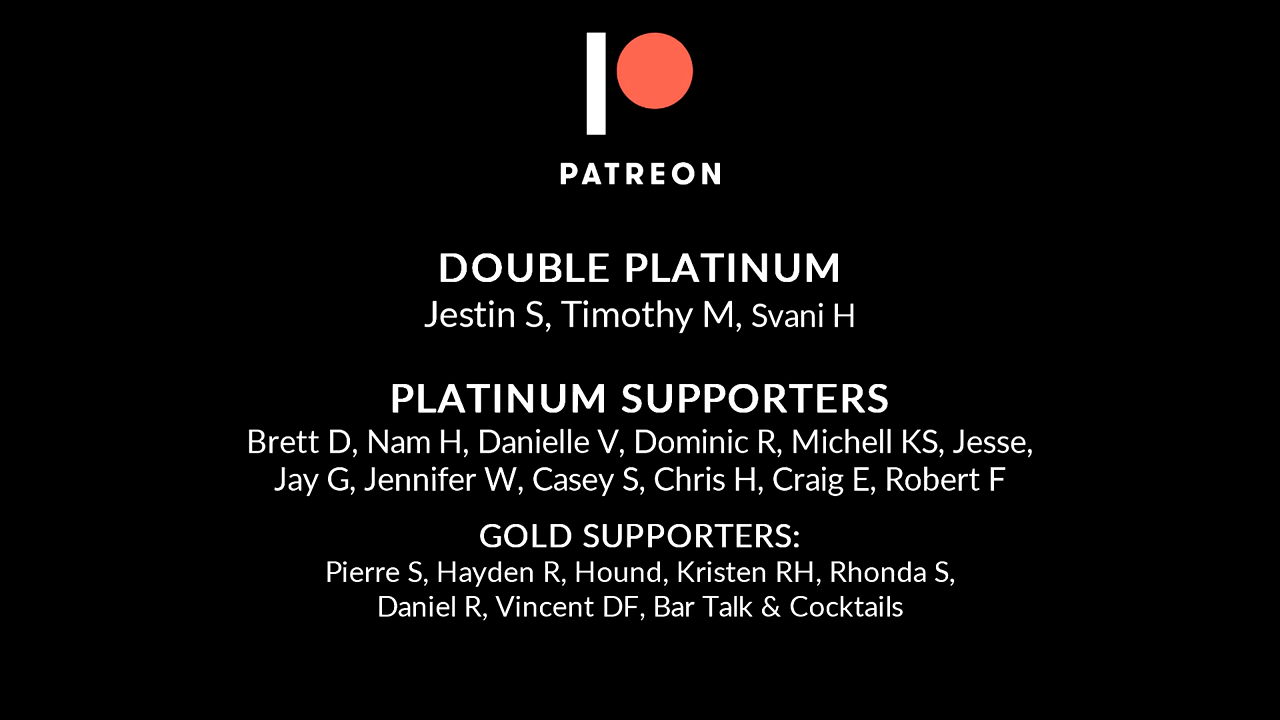 PATREON
DOUBLE PLATINUM
Jestin S, Timothy M, Svani H
PLATINUM SUPPORTERS
Brett D, Nam H, Danielle V, Dominic R, Michell KS, Jesse,
Jay G, Jennifer W, Casey S, Chris H, Craig E, Robert F
GOLD SUPPORTERS:
Pierre S, Hayden R, Hound, Kristen RH, Rhonda S,
Daniel R, Vincent DF, Bar Talk & Cocktails